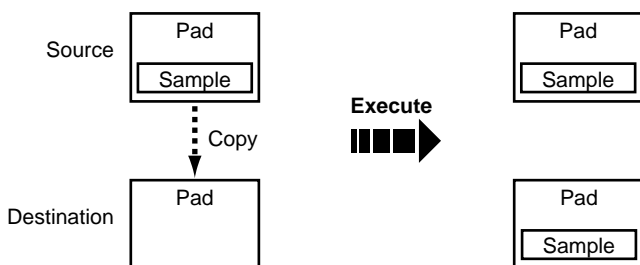 Source
Pad
Sample
Copy
Destination
Pad
Execute
Pad
Sample
Pad
Sample